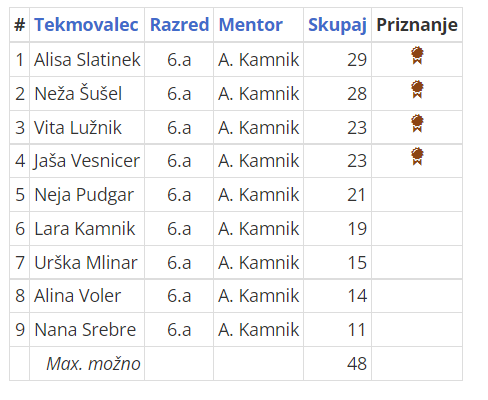 # Tekmovalec Razred Mentor Skupaj Priznanje
1 Alisa Slatinek 6.a A. Kamnik 29
2 Neža Šušel 6.a A. Kamnik 28
3 Vita Lužnik 6.a A. Kamnik 23
4 Jaša Vesnicer 6.a A. Kamnik 23
5 Neja Pudgar 6.a A. Kamnik 21
6 Lara Kamnik 6.a A. Kamnik 19
7 Urška Mlinar 6.a A. Kamnik 15
8 Alina Voler 6.a A. Kamnik 14
9 Nana Srebre 6.a A. Kamnik 11
Max. možno 48